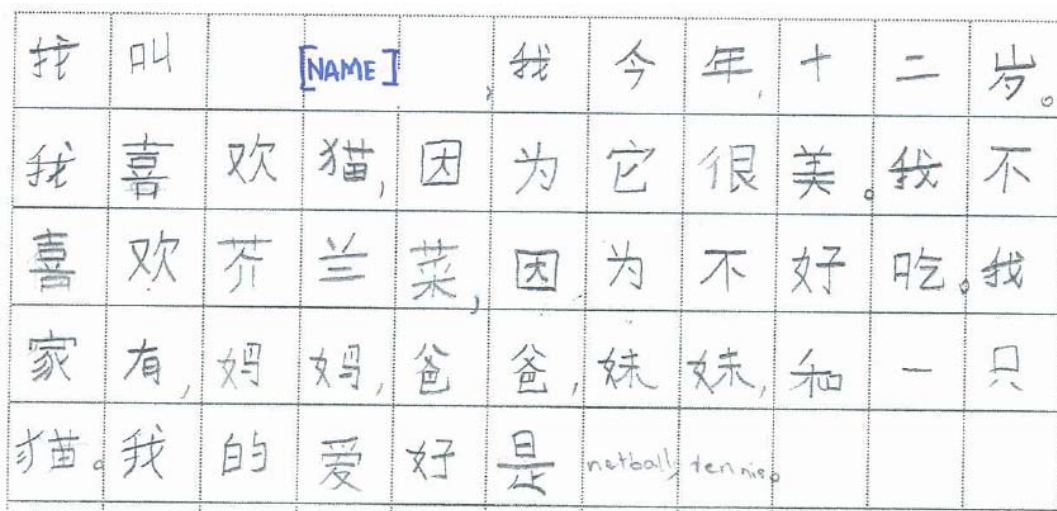 我叫[NAME],我今年,十二岁。
我喜欢猫,因为它很美。我不
喜欢芥兰菜,因为不好吃。我
家有,妈妈,爸爸,妹妹,和一只
猫。我的爱好是netball,tennis。